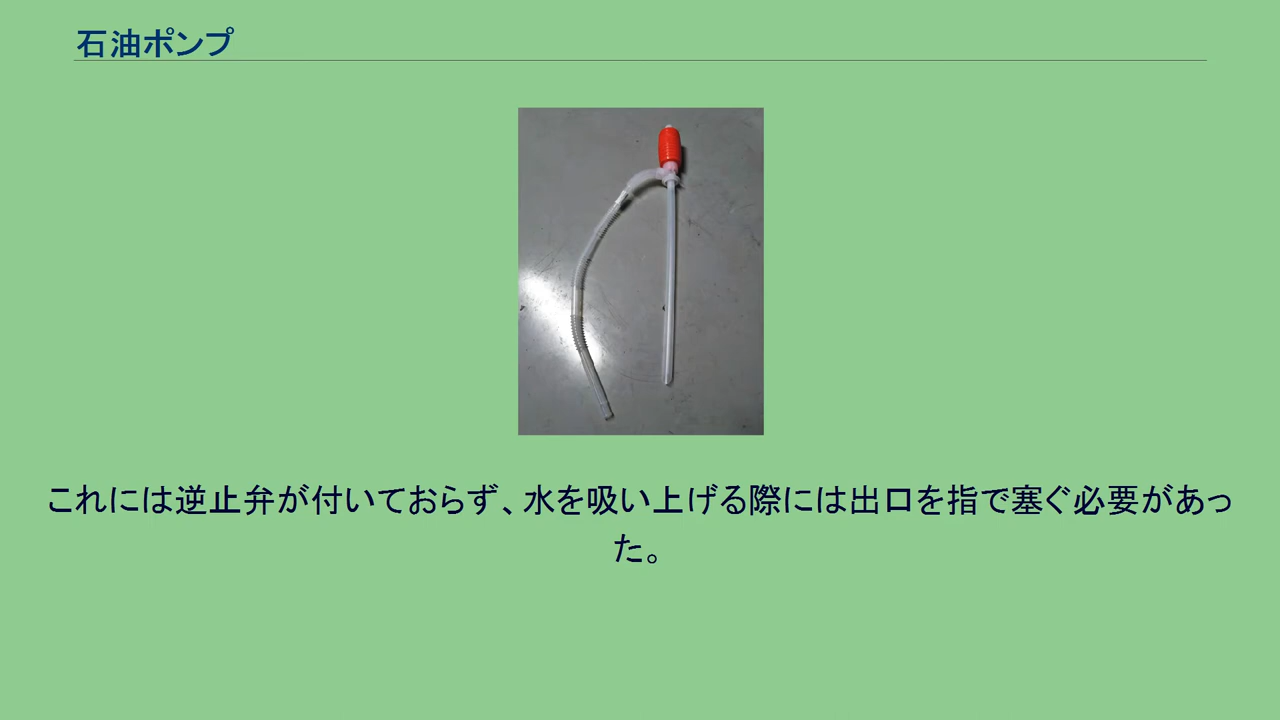 石油ポンプ
これには逆止弁が付いておらず、水を吸い上げる際には出口を指で塞ぐ必要があっ
た。